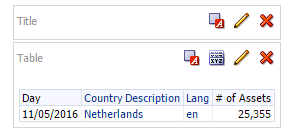 Title
Table
Day Country Description Lang # of Assets
11/05/2016 Netherlands en 25,355